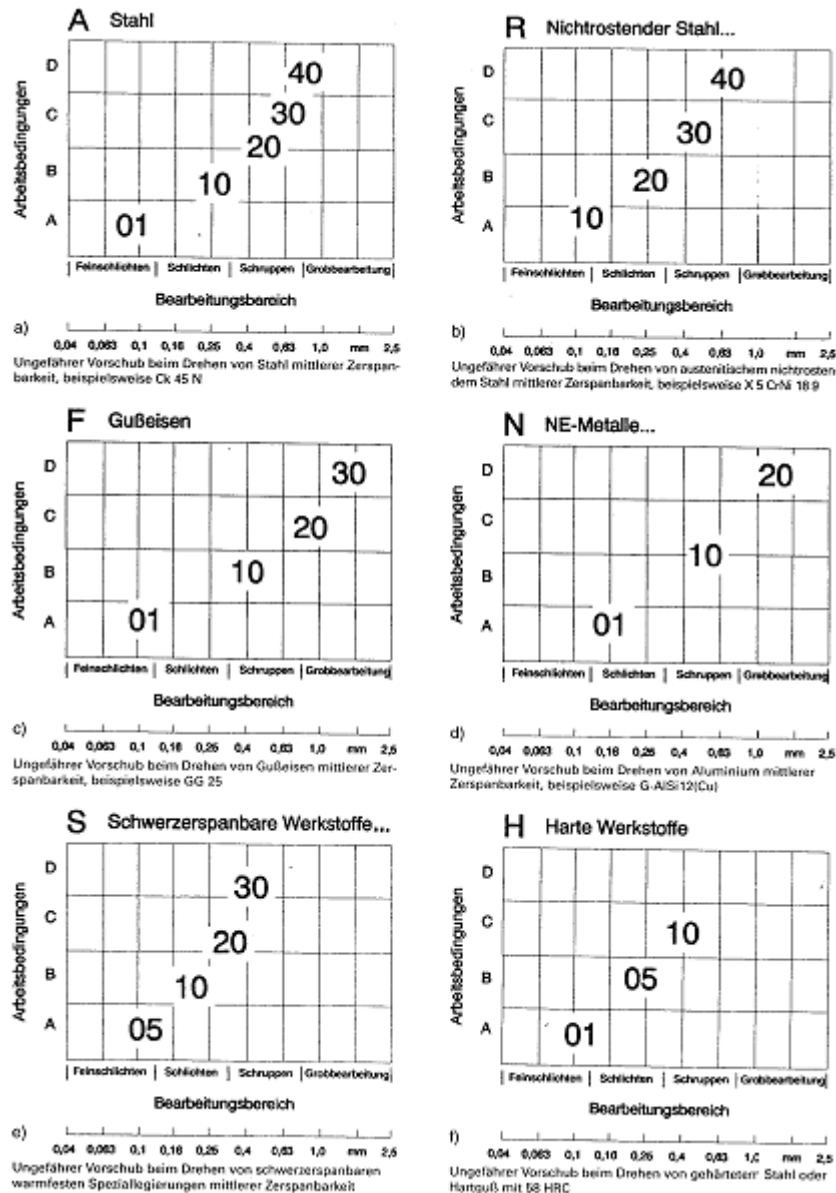 A Stahl
Arbeitsbedingungen
D
C
B
A
40
30
20
10
01
Feinschlichten | Schlichten | Schruppen | Grobbearbeitung
Bearbeitungsbereich
a)
0,04 0,063 0,1 0,16 0,25 0,4 0,63 1,0 mm 2,5
Ungefährer Vorschub beim Drehen von Stahl mittlerer Zerspan-
barkeit, beispielsweise Ck 45 N
R Nichtrostender Stahl...
Arbeitsbedingungen
D
C
B
A
40
30
20
10
Feinschlichten | Schlichten | Schruppen | Grobbearbeitung
Bearbeitungsbereich
b)
0,04 0,063 0,1 0,16 0,25 0,4 0,63 1,0 mm 2,5
Ungefährer Vorschub beim Drehen von austenitischem nichtrosten
dem Stahl mittlerer Zerspanbarkeit, beispielsweise X 5 CrNi 18 9
F Gußeisen
Arbeitsbedingungen
D
C
B
A
30
20
10
01
Feinschlichten | Schlichten | Schruppen | Grobbearbeitung
Bearbeitungsbereich
c)
0,04 0,063 0,1 0,16 0,25 0,4 0,63 1,0 mm 2,5
Ungefährer Vorschub beim Drehen von Gußeisen mittlerer Zer-
spanbarkeit, beispielsweise GG 25
N NE-Metalle...
Arbeitsbedingungen
D
C
B
A
20
10
01
Feinschlichten | Schlichten | Schruppen | Grobbearbeitung
Bearbeitungsbereich
d)
0,04 0,063 0,1 0,16 0,25 0,4 0,63 1,0 mm 2,5
Ungefährer Vorschub beim Drehen von Aluminium mittlerer
Zerspanbarkeit, beispielsweise G-AlSi12(Cu)
S Schwerzerspanbare Werkstoffe...
Arbeitsbedingungen
D
C
B
A
30
20
10
05
Feinschlichten | Schlichten | Schruppen | Grobbearbeitung
Bearbeitungsbereich
e)
0,04 0,063 0,1 0,16 0,25 0,4 0,63 1,0 mm 2,5
Ungefährer Vorschub beim Drehen von schwerzerspanbaren
warmfesten Speziallegierungen mittlerer Zerspanbarkeit
H Harte Werkstoffe
Arbeitsbedingungen
D
C
B
A
10
05
01
Feinschlichten | Schlichten | Schruppen | Grobbearbeitung
Bearbeitungsbereich
f)
0,04 0,063 0,1 0,16 0,25 0,4 0,63 1,0 mm 2,5
Ungefährer Vorschub beim Drehen von gehärtetem Stahl oder
Hartguß mit 58 HRC